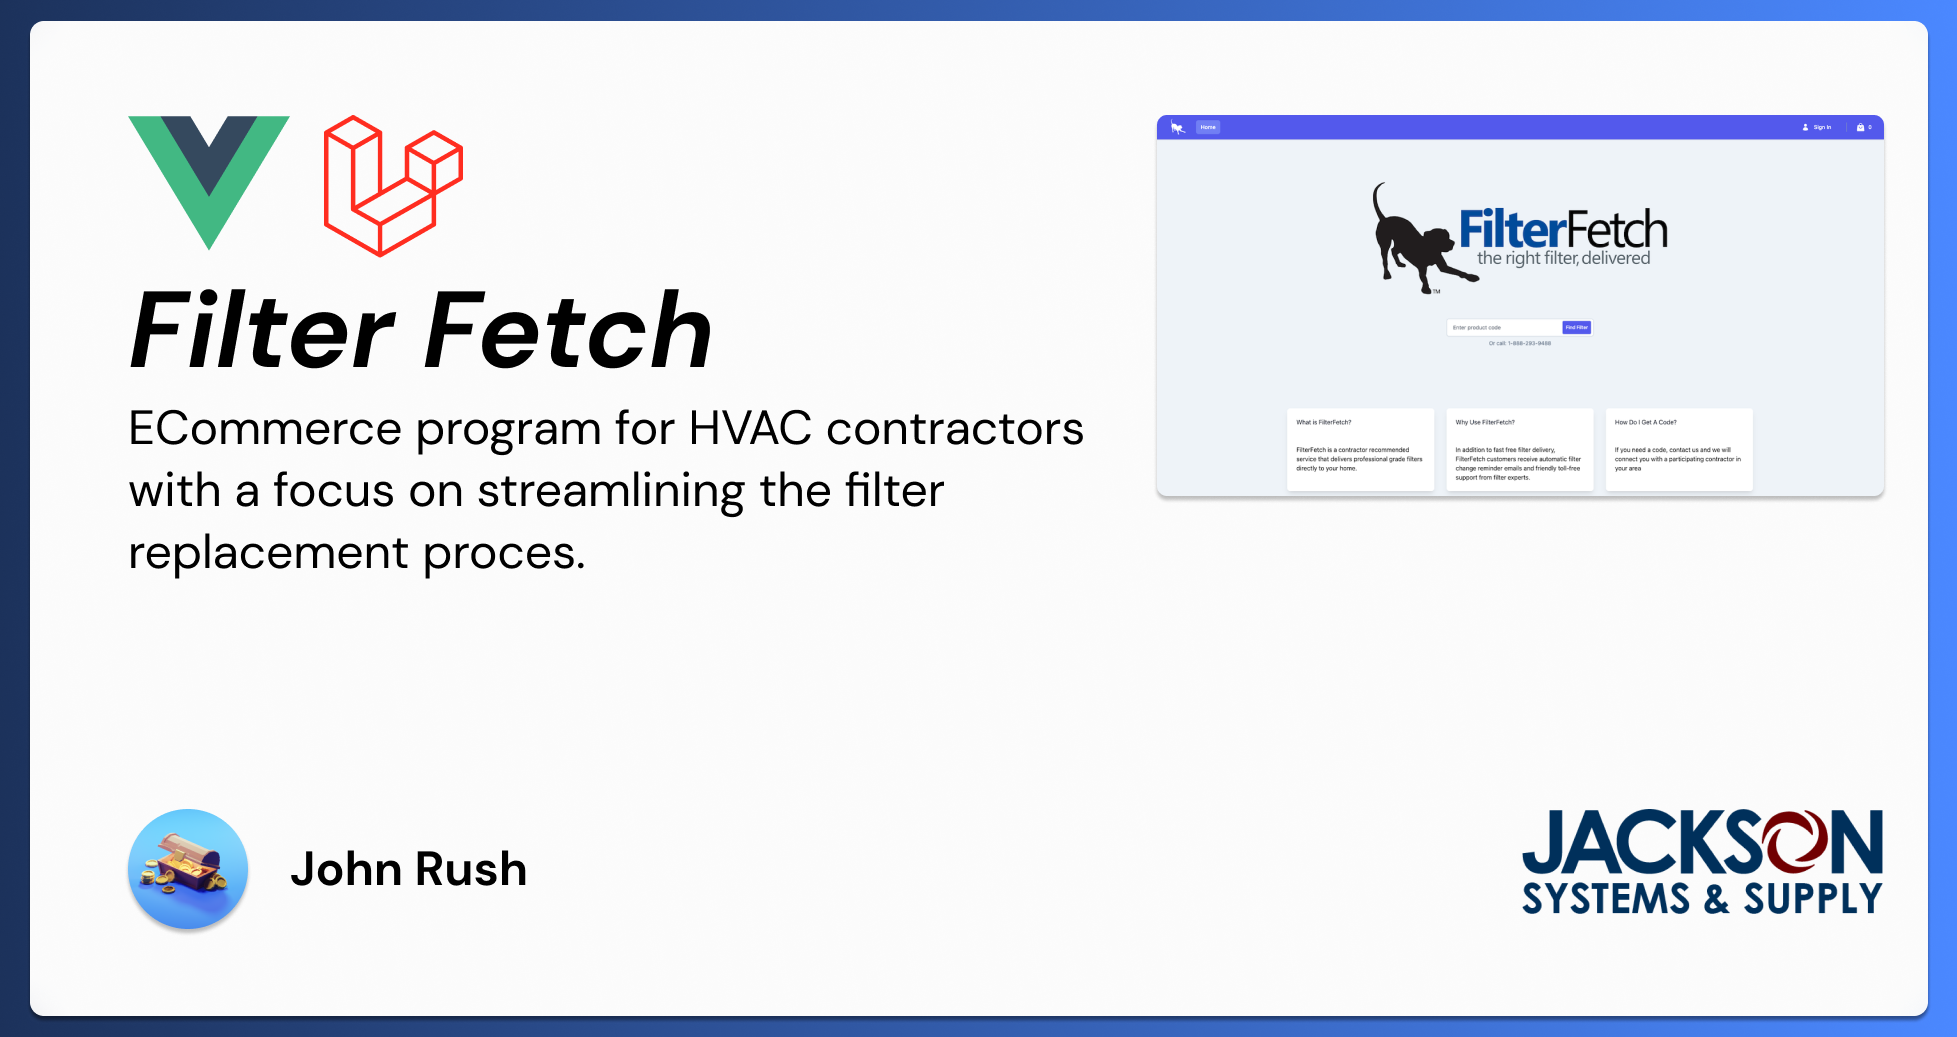 Filter Fetch
ECommerce program for HVAC contractors
with a focus on streamlining the filter
replacement proces.
Home
Sign In
0
FilterFetch
the right filter, delivered
TM
Enter product code
Find Filter
Or call: 1-866-293-9488
What is FilterFetch?
FilterFetch is a contractor recommended
service that delivers professional grade filters
directly to your home.
Why Use FilterFetch?
In addition to fast free filter delivery,
FilterFetch customers receive automatic filter
change reminder emails and friendly toll-free
support from filter experts.
How Do I Get A Code?
If you need a code, contact us and we will
connect you with a participating contractor in
your area
John Rush
JACKSON
SYSTEMS & SUPPLY